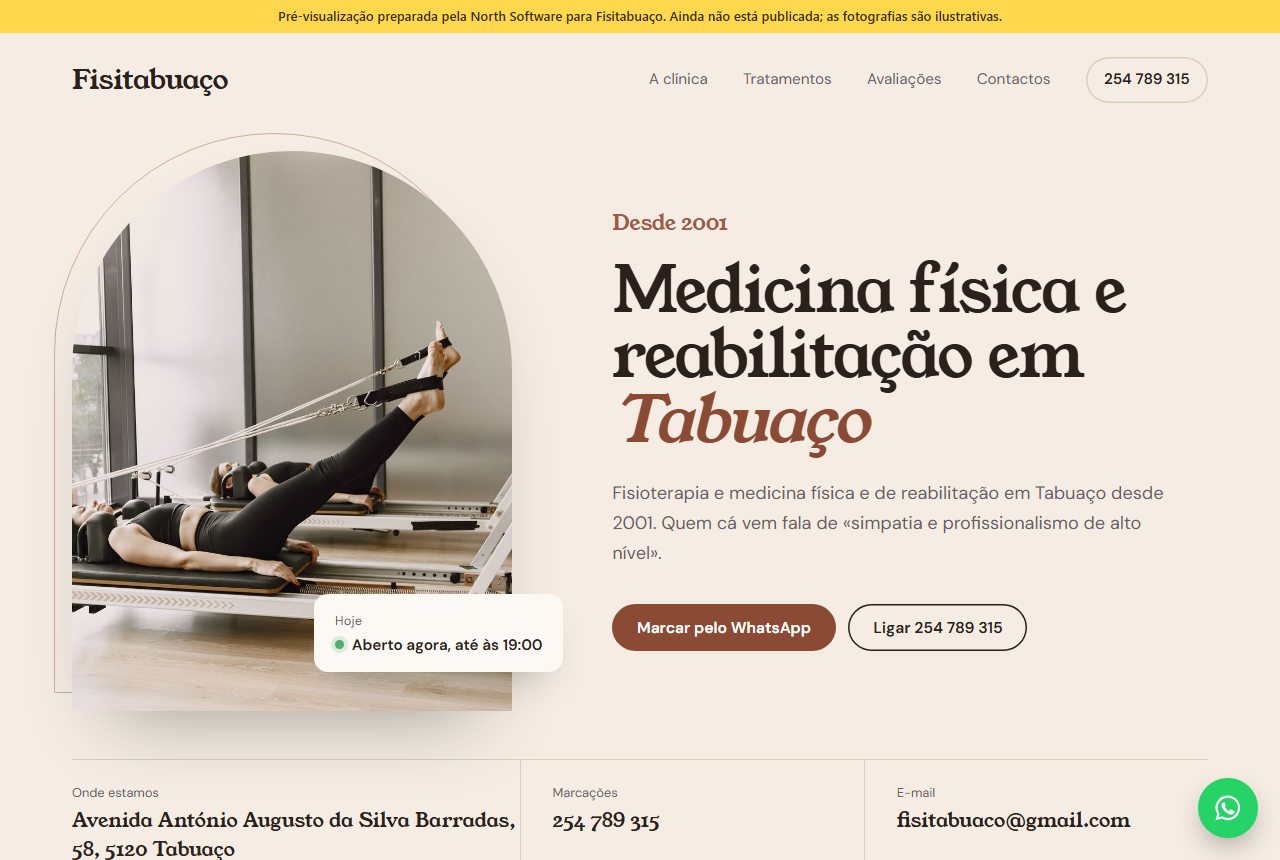 Pré-visualização preparada pela North Software para Fisitabuaço. Ainda não está publicada; as fotografias são ilustrativas.
Fisitabuaço
A clínica
Tratamentos
Avaliações
Contactos
254 789 315
Desde 2001
Medicina física e
reabilitação em
Tabuaço
Fisioterapia e medicina física e de reabilitação em Tabuaço desde
2001. Quem cá vem fala de «simpatia e profissionalismo de alto
nível».
Marcar pelo WhatsApp
Ligar 254 789 315
Hoje
Aberto agora, até às 19:00
Onde estamos
Avenida António Augusto da Silva Barradas,
58, 5120 Tabuaço
Marcações
254 789 315
E-mail
fisitabuaco@gmail.com